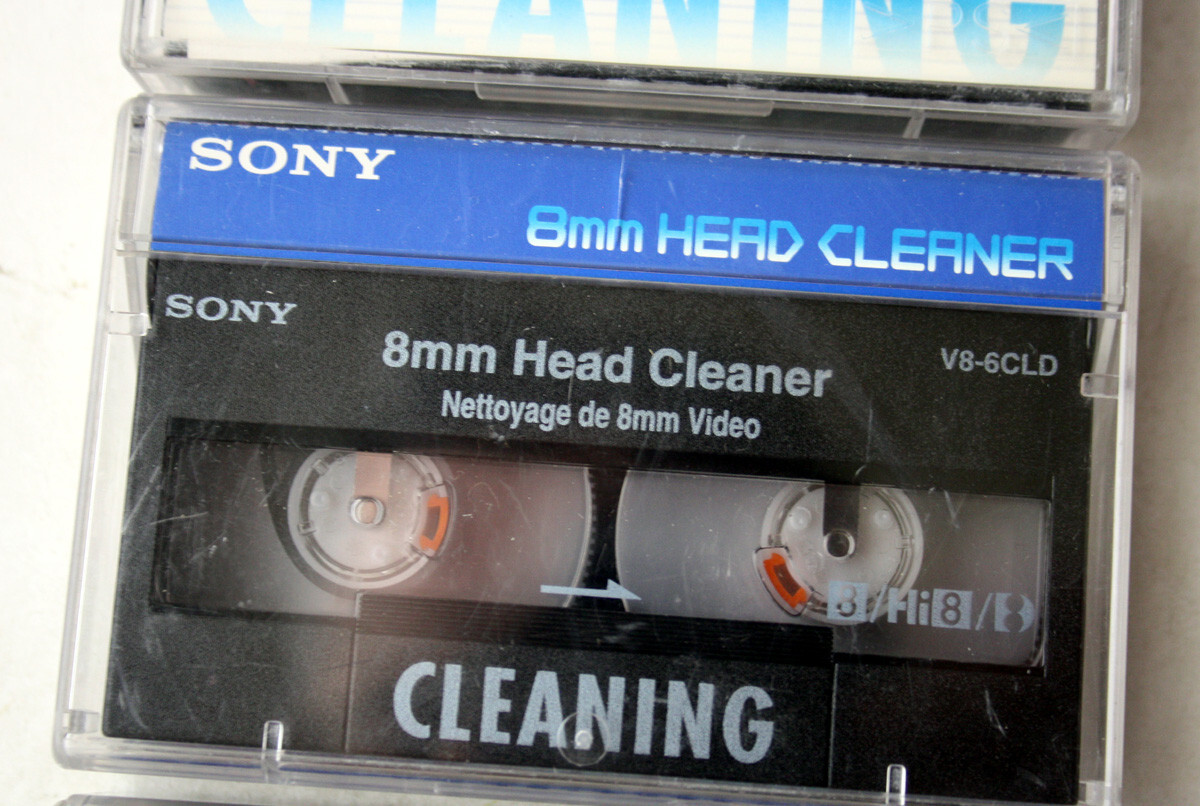 CLEANING
SONY
8mm HEAD CLEANER
SONY
8mm Head Cleaner
V8-6CLD
Nettoyage de 8mm Video
8/Hi8/8
CLEANING